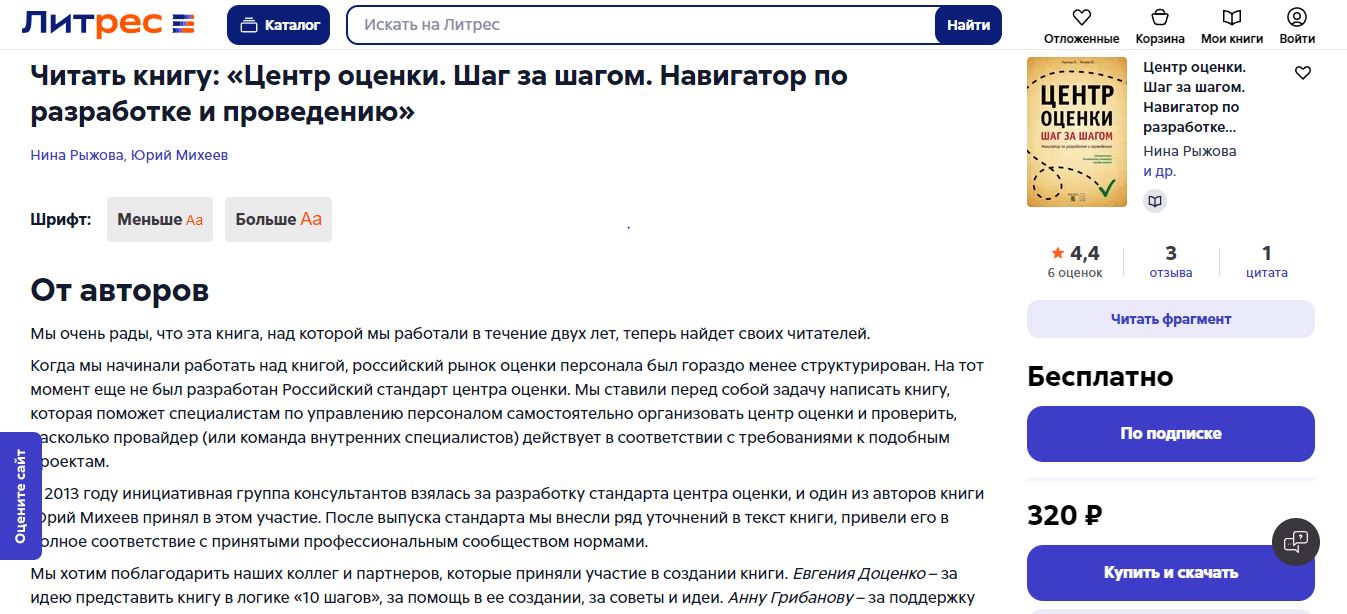 Литрес
Каталог
Искать на Литрес
Найти
Отложенные
Корзина
Мои книги
Войти
Читать книгу: «Центр оценки. Шаг за шагом. Навигатор по
разработке и проведению»
Нина Рыжова, Юрий Михеев
Шрифт:
Меньше Aa
Больше Aa
От авторов
Мы очень рады, что эта книга, над которой мы работали в течение двух лет, теперь найдет своих читателей.
Когда мы начинали работать над книгой, российский рынок оценки персонала был гораздо менее структурирован. На тот
момент еще не был разработан Российский стандарт центра оценки. Мы ставили перед собой задачу написать книгу,
которая поможет специалистам по управлению персоналом самостоятельно организовать центр оценки и проверить,
асколько провайдер (или команда внутренних специалистов) действует в соответствии с требованиями к подобным
роектам.
2013 году инициативная группа консультантов взялась за разработку стандарта центра оценки, и один из авторов книги
рий Михеев принял в этом участие. После выпуска стандарта мы внесли ряд уточнений в текст книги, привели его в
олное соответствие с принятыми профессиональным сообществом нормами.
Мы хотим поблагодарить наших коллег и партнеров, которые приняли участие в создании книги. Евгения Доценко – за
идею представить книгу в логике «10 шагов», за помощь в ее создании, за советы и идеи. Анну Грибанову – за поддержку
Оцените сайт
ЦЕНТР
ОЦЕНКИ
ШАГ ЗА ШАГОМ
Навигатор по разработке и проведению
Центр оценки.
Шаг за шагом.
Навигатор по
разработке...
Нина Рыжова
и др.
4,4
6 оценок
3
отзыва
1
цитата
Читать фрагмент
Бесплатно
По подписке
320 ₽
Купить и скачать